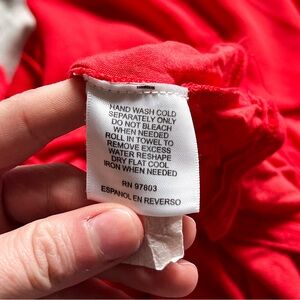 HAND WASH COLD
SEPARATELY ONLY
DO NOT BLEACH
WHEN NEEDED
ROLL IN TOWEL TO
REMOVE EXCESS
WATER RESHAPE
DRY FLAT COOL
IRON WHEN NEEDED
RN 97803
ESPANOL EN REVERSO